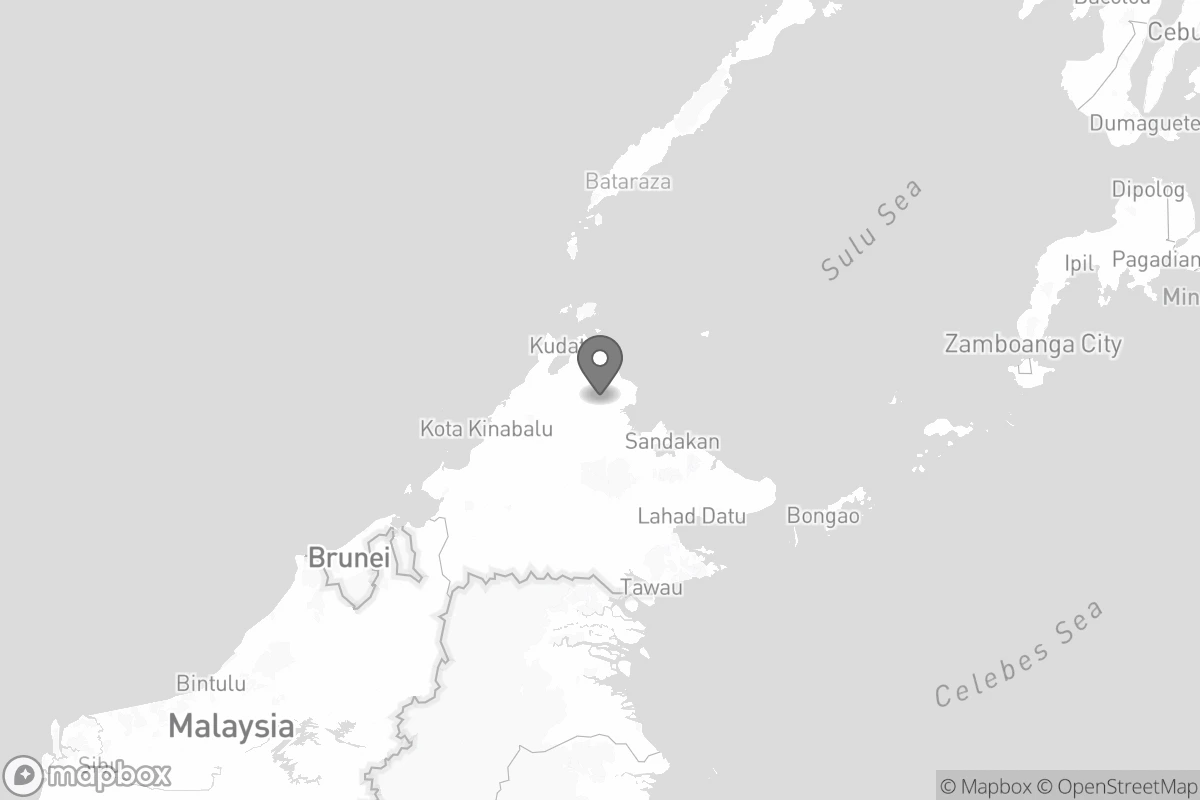 Bacolod
Cebu
Dumaguete
Bataraza
Dipolog
Sulu Sea
Ipil
Pagadian
Min
Kudat
Zamboanga City
Kota Kinabalu
Sandakan
Lahad Datu
Bongao
Brunei
Tawau
Celebes Sea
Bintulu
Malaysia
Sibu
mapbox
© Mapbox © OpenStreetMap